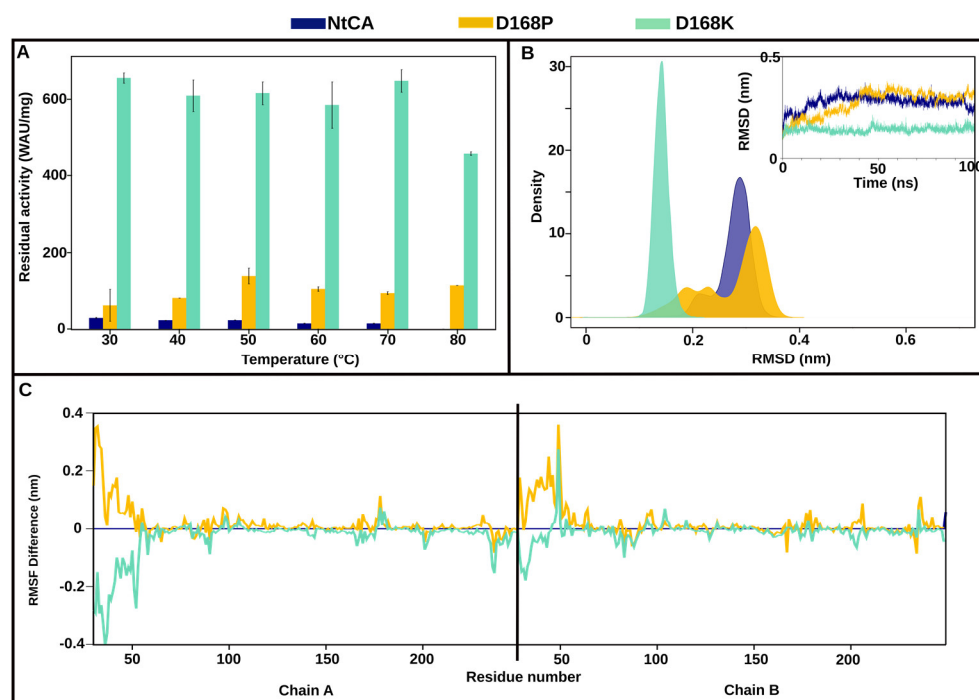 NtCA D168P D168K
A
Residual activity (WAU/mg)
600
400
200
0
30 40 50 60 70 80
Temperature (°C)
B
Density
30
20
10
0
0 0.2 0.4 0.6
RMSD (nm)
RMSD (nm)
0.5
0
0 50 100
Time (ns)
C
RMSF Difference (nm)
0.4
0.2
0
-0.2
-0.4
50 100 150 200 50 100 150 200
Residue number
Chain A Chain B